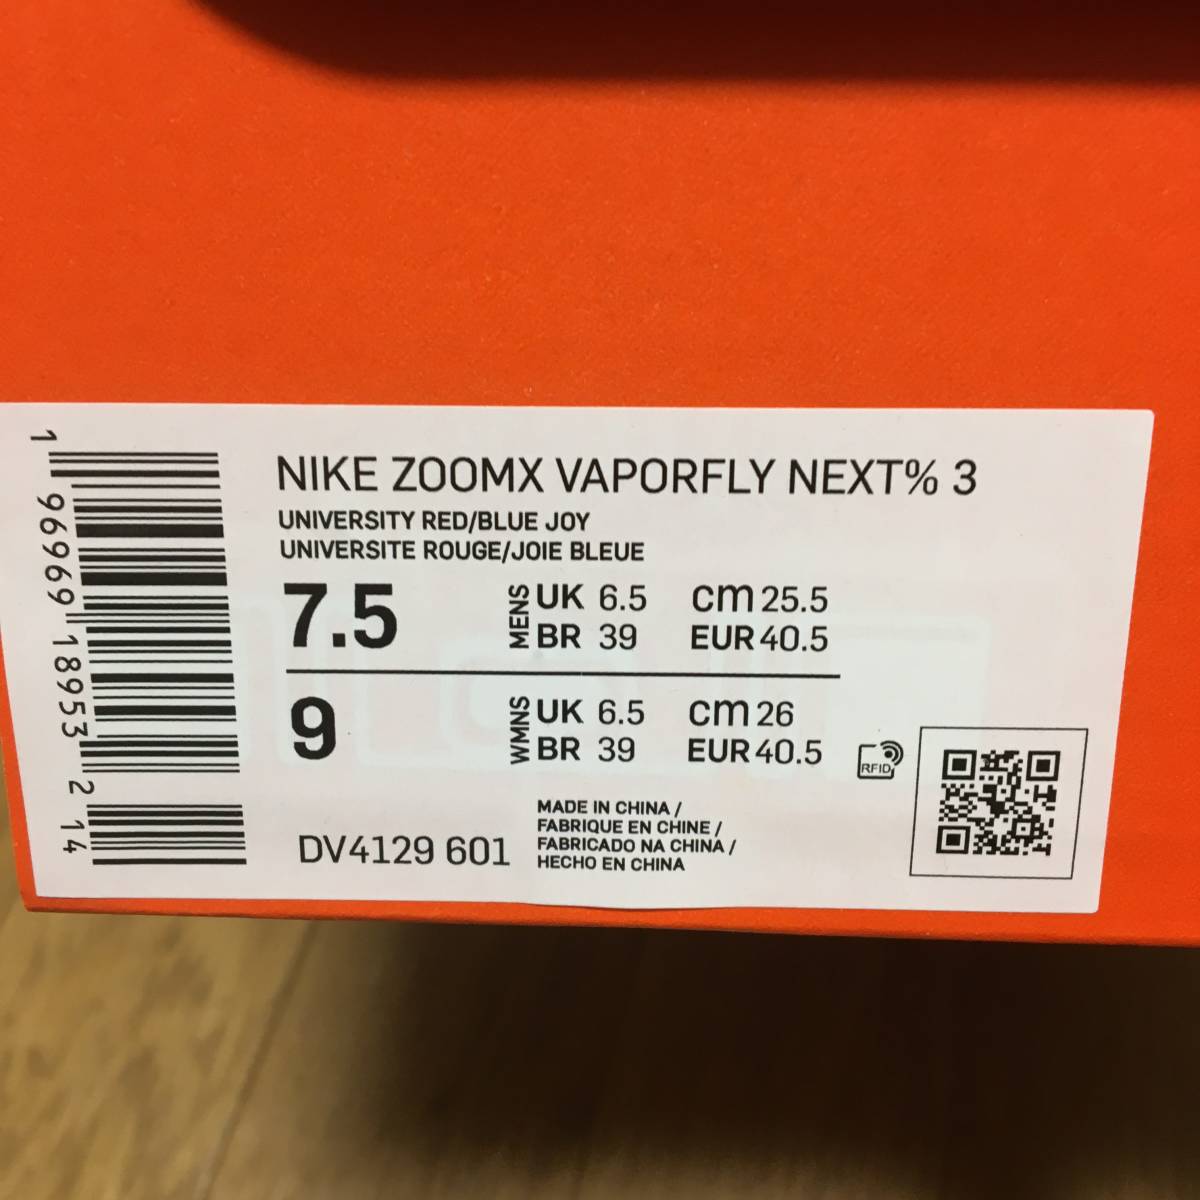 NIKE ZOOMX VAPORFLY NEXT% 3
UNIVERSITY RED/BLUE JOY
UNIVERSITE ROUGE/JOIE BLEUE
7.5 MENS UK 6.5 cm 25.5
BR 39 EUR 40.5
9 WMNS UK 6.5 cm 26
BR 39 EUR 40.5
RFID
DV4129 601
MADE IN CHINA /
FABRIQUE EN CHINE /
FABRICADO NA CHINA /
HECHO EN CHINA
1 96969 18953 2 14